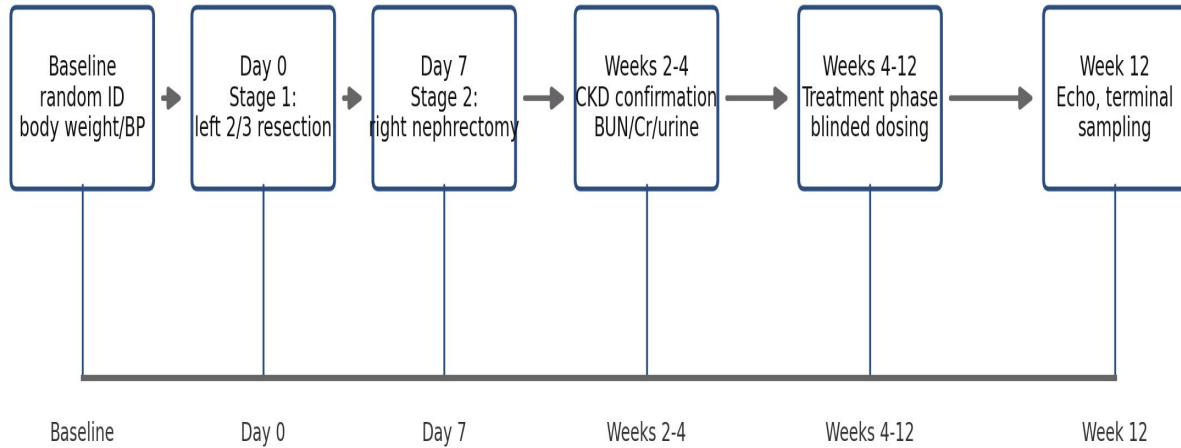 Baseline
random ID
body weight/BP
Day 0
Stage 1:
left 2/3 resection
Day 7
Stage 2:
right nephrectomy
Weeks 2-4
CKD confirmation
BUN/Cr/urine
Weeks 4-12
Treatment phase
blinded dosing
Week 12
Echo, terminal
sampling
Baseline
Day 0
Day 7
Weeks 2-4
Weeks 4-12
Week 12